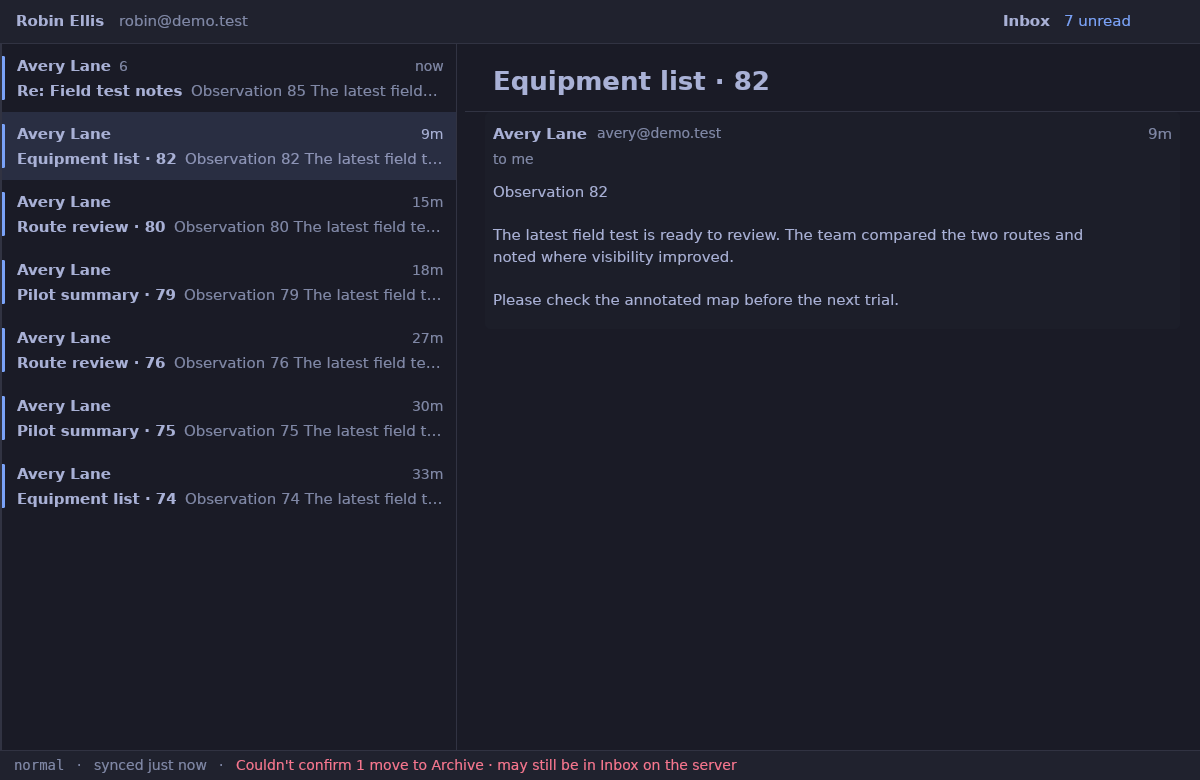 Robin Ellis robin@demo.test Inbox 7 unread
Avery Lane 6 now
Re: Field test notes Observation 85 The latest field…
Avery Lane 9m
Equipment list · 82 Observation 82 The latest field t…
Avery Lane 15m
Route review · 80 Observation 80 The latest field te…
Avery Lane 18m
Pilot summary · 79 Observation 79 The latest field t…
Avery Lane 27m
Route review · 76 Observation 76 The latest field te…
Avery Lane 30m
Pilot summary · 75 Observation 75 The latest field t…
Avery Lane 33m
Equipment list · 74 Observation 74 The latest field t…
Equipment list · 82
Avery Lane avery@demo.test 9m
to me
Observation 82
The latest field test is ready to review. The team compared the two routes and
noted where visibility improved.
Please check the annotated map before the next trial.
normal · synced just now · Couldn't confirm 1 move to Archive · may still be in Inbox on the server